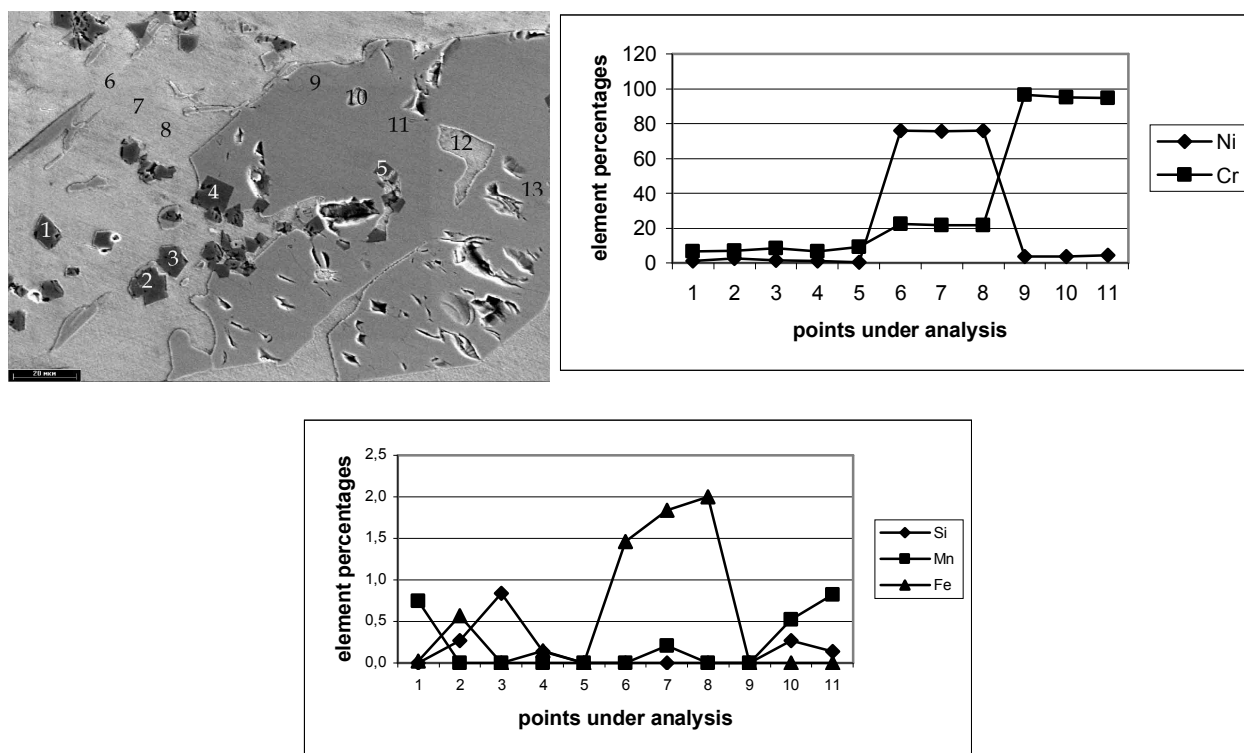 6
7
8
9
10
11
12
13
5
4
1
3
2
20 мкм
120
100
80
60
40
20
0
element percentages
1 2 3 4 5 6 7 8 9 10 11
points under analysis
Ni
Cr
2,5
2,0
1,5
1,0
0,5
0,0
element percentages
1 2 3 4 5 6 7 8 9 10 11
points under analysis
Si
Mn
Fe